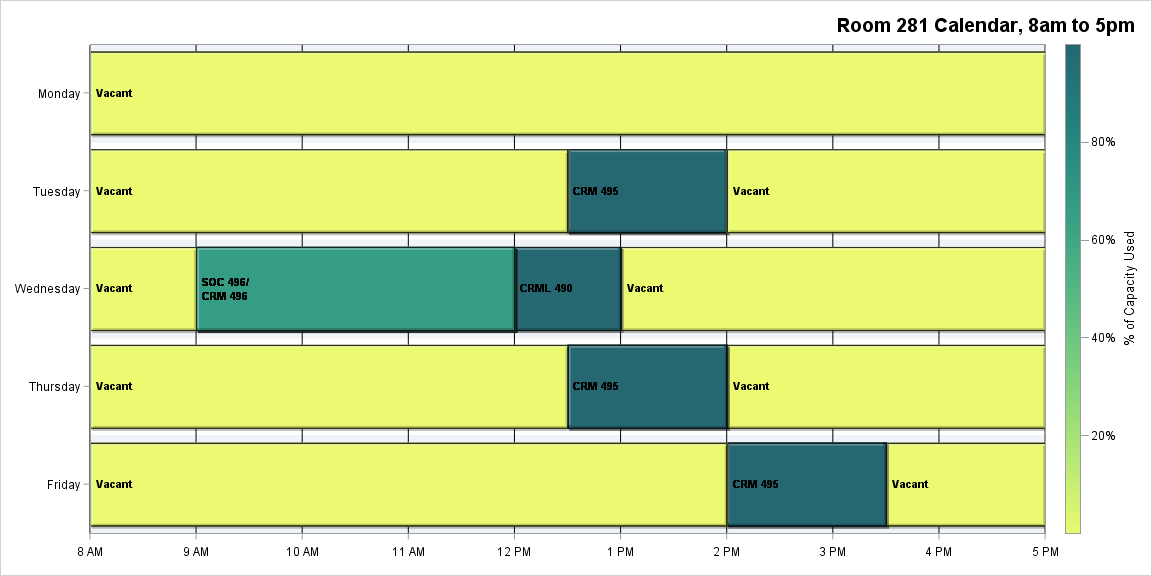 Room 281 Calendar, 8am to 5pm
Monday
Vacant
Tuesday
Vacant
CRM 495
Vacant
Wednesday
Vacant
SOC 496/
CRM 496
CRML 490
Vacant
Thursday
Vacant
CRM 495
Vacant
Friday
Vacant
CRM 495
Vacant
8 AM
9 AM
10 AM
11 AM
12 PM
1 PM
2 PM
3 PM
4 PM
5 PM
80%
60%
40%
20%
% of Capacity Used